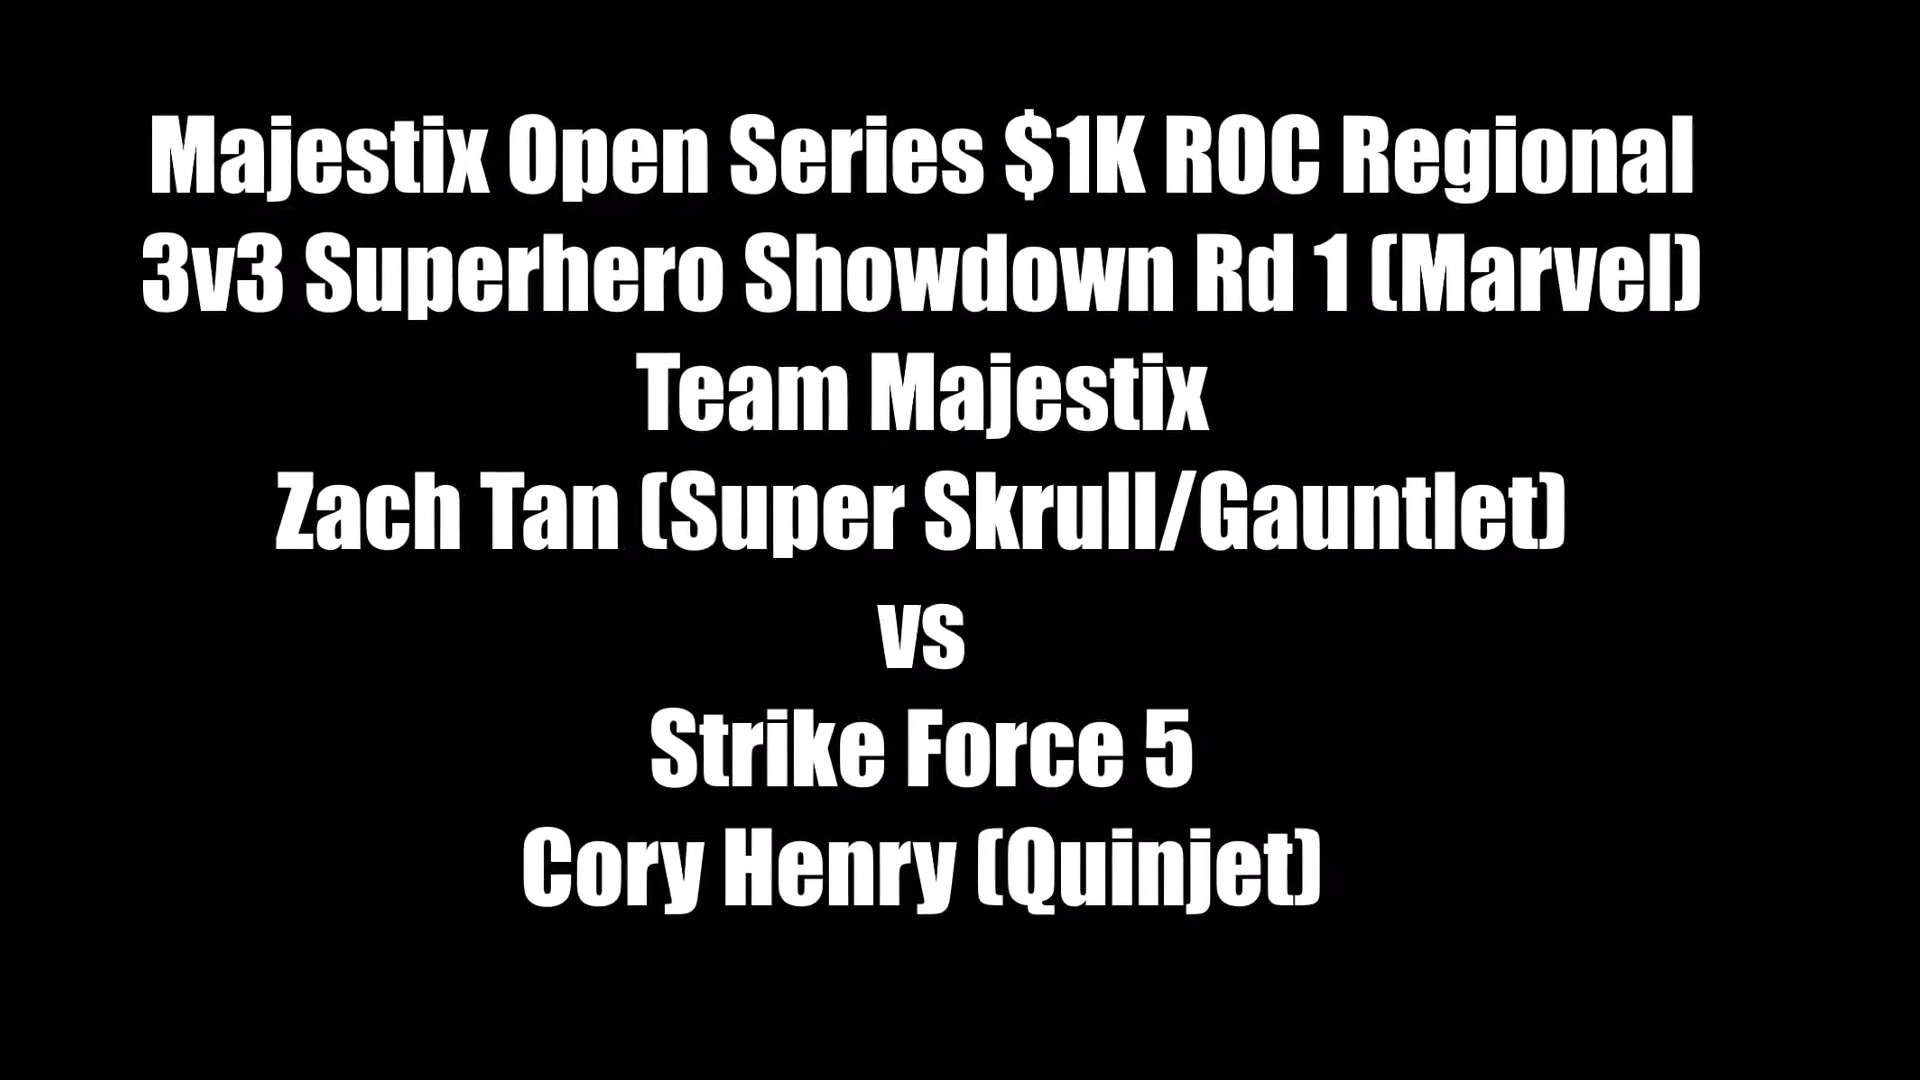 Majestix Open Series $1K ROC Regional
3v3 Superhero Showdown Rd 1 (Marvel)
Team Majestix
Zach Tan (Super Skrull/Gauntlet)
vs
Strike Force 5
Cory Henry (Quinjet)